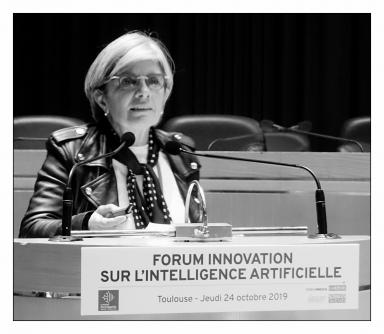 FORUM INNOVATION
SUR L'INTELLIGENCE ARTIFICIELLE
Toulouse - Jeudi 24 octobre 2019